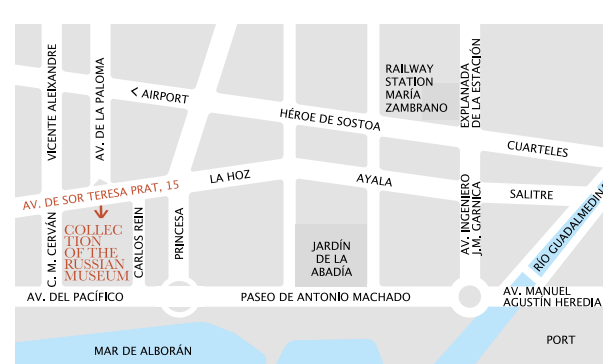 VICENTE ALEIXANDRE
AV. DE LA PALOMA
< AIRPORT
HÉROE DE SOSTOA
RAILWAY
STATION
MARÍA
ZAMBRANO
EXPLANADA
DE LA ESTACIÓN
CUARTELES
AV. DE SOR TERESA PRAT, 15
LA HOZ
AYALA
SALITRE
COLLEC
TION
OF THE
RUSSIAN
MUSEUM
C. M. CERVÁN
CARLOS REIN
PRINCESA
JARDÍN
DE LA
ABADÍA
AV. INGENIERO
J.M. GARNICA
RÍO GUADALMEDINA
AV. DEL PACÍFICO
PASEO DE ANTONIO MACHADO
AV. MANUEL
AGUSTÍN HEREDIA
MAR DE ALBORÁN
PORT